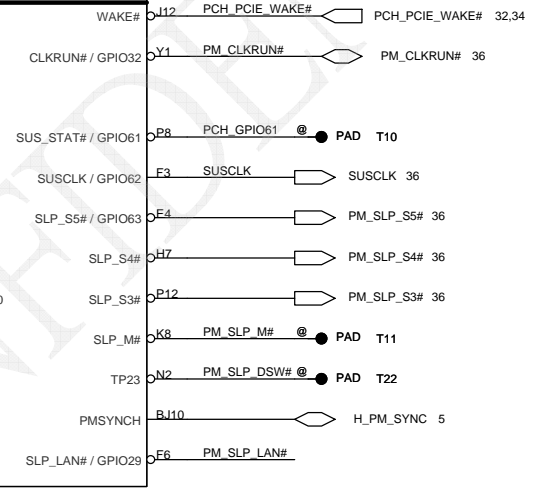 WAKE# J12 PCH_PCIE_WAKE# PCH_PCIE_WAKE# 32,34
CLKRUN# / GPIO32 Y1 PM_CLKRUN# PM_CLKRUN# 36
SUS_STAT# / GPIO61 P8 PCH_GPIO61 @ PAD T10
SUSCLK / GPIO62 F3 SUSCLK SUSCLK 36
SLP_S5# / GPIO63 E4 PM_SLP_S5# 36
SLP_S4# H7 PM_SLP_S4# 36
SLP_S3# P12 PM_SLP_S3# 36
SLP_M# K8 PM_SLP_M# @ PAD T11
TP23 N2 PM_SLP_DSW# @ PAD T22
PMSYNCH BJ10 H_PM_SYNC 5
SLP_LAN# / GPIO29 F6 PM_SLP_LAN#